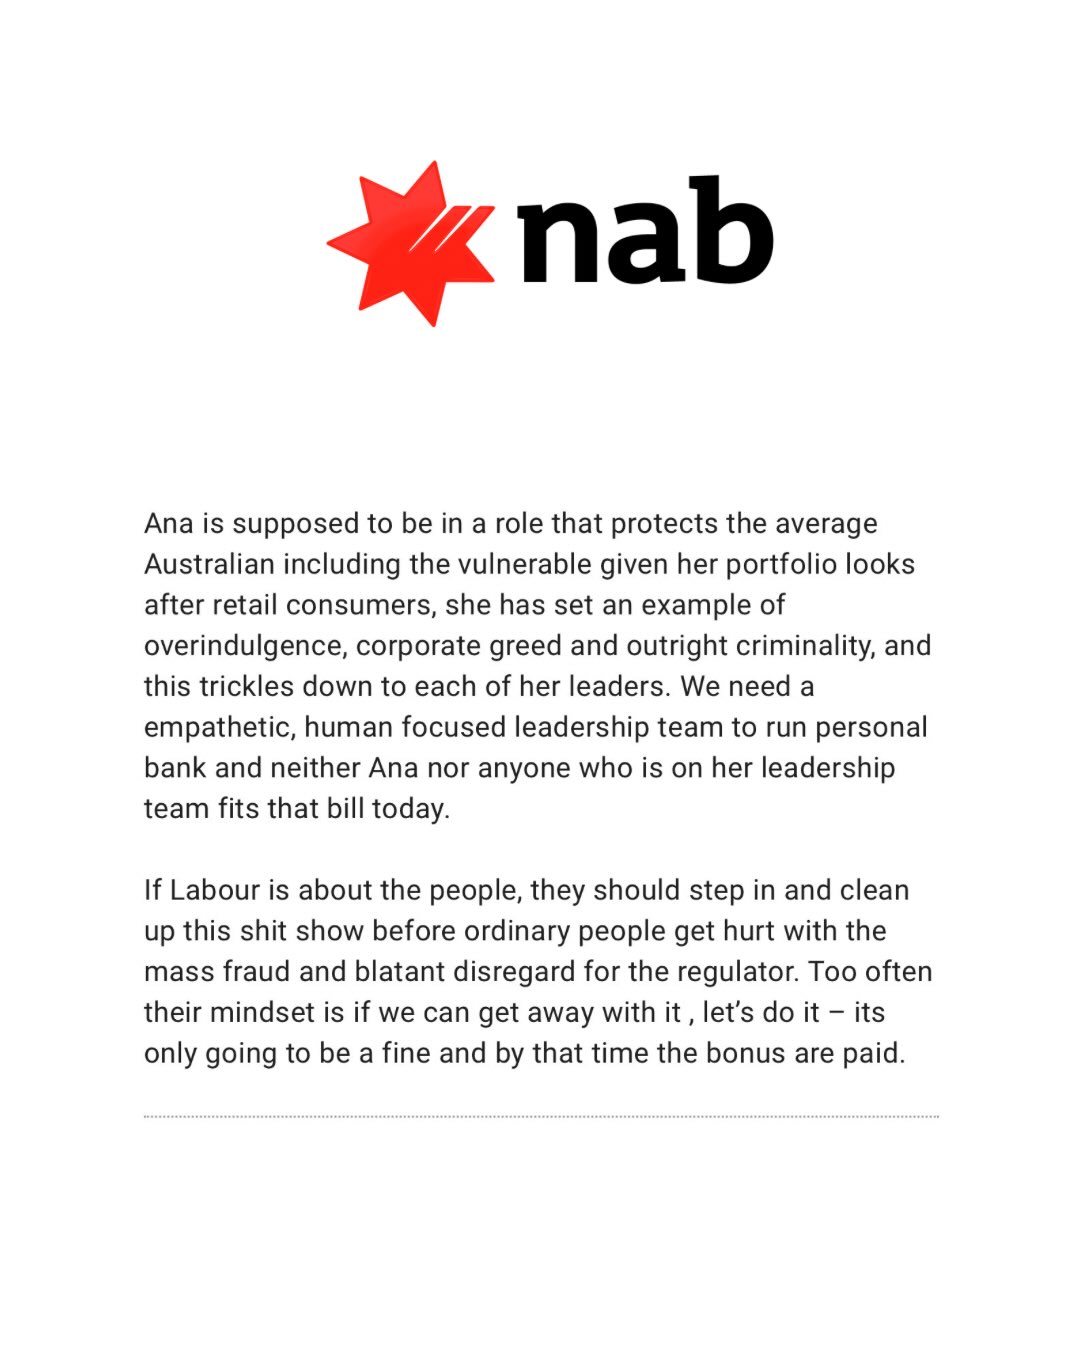 nab
Ana is supposed to be in a role that protects the average
Australian including the vulnerable given her portfolio looks
after retail consumers, she has set an example of
overindulgence, corporate greed and outright criminality, and
this trickles down to each of her leaders. We need a
empathetic, human focused leadership team to run personal
bank and neither Ana nor anyone who is on her leadership
team fits that bill today.
If Labour is about the people, they should step in and clean
up this shit show before ordinary people get hurt with the
mass fraud and blatant disregard for the regulator. Too often
their mindset is if we can get away with it , let’s do it – its
only going to be a fine and by that time the bonus are paid.